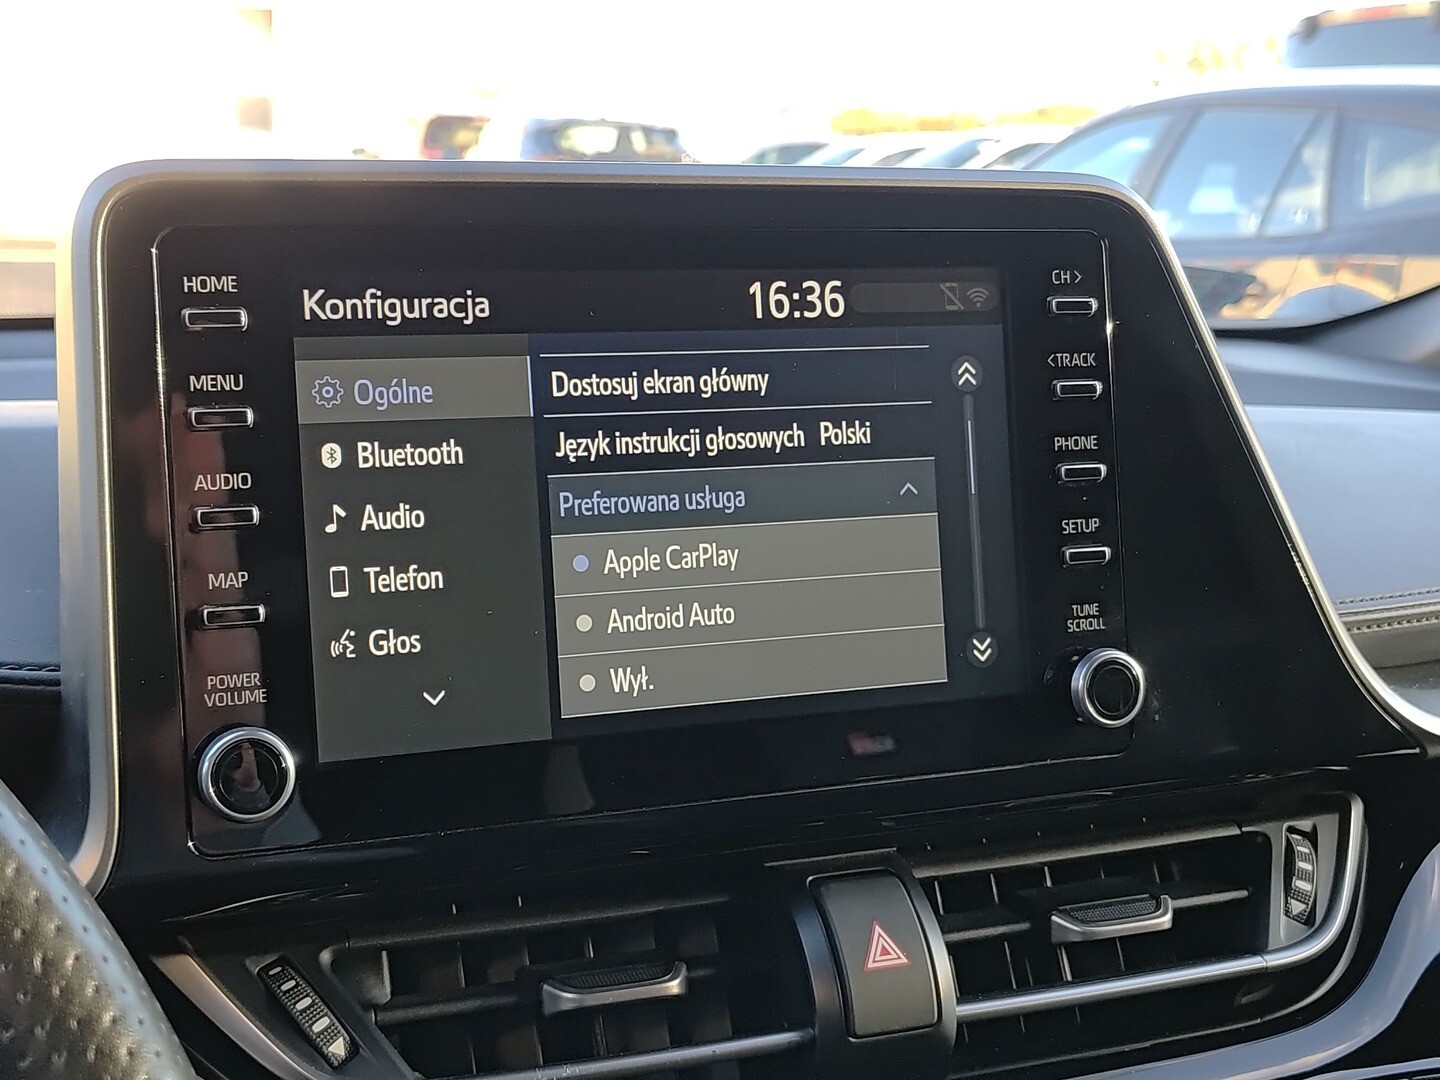 HOME
MENU
AUDIO
MAP
POWER
VOLUME
Konfiguracja
16:36
Ogólne
Bluetooth
Audio
Telefon
Głos
Dostosuj ekran główny
Język instrukcji głosowych Polski
Preferowana usługa
Apple CarPlay
Android Auto
Wył.
CH >
< TRACK
PHONE
SETUP
TUNE
SCROLL